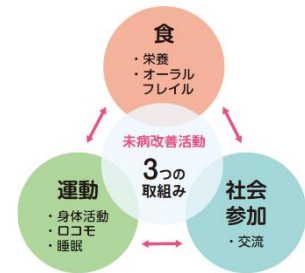 食
・栄養
・オーラル
フレイル
未病改善活動
3つの
取組み
運動
・身体活動
・ロコモ
・睡眠
社会
参加
・交流